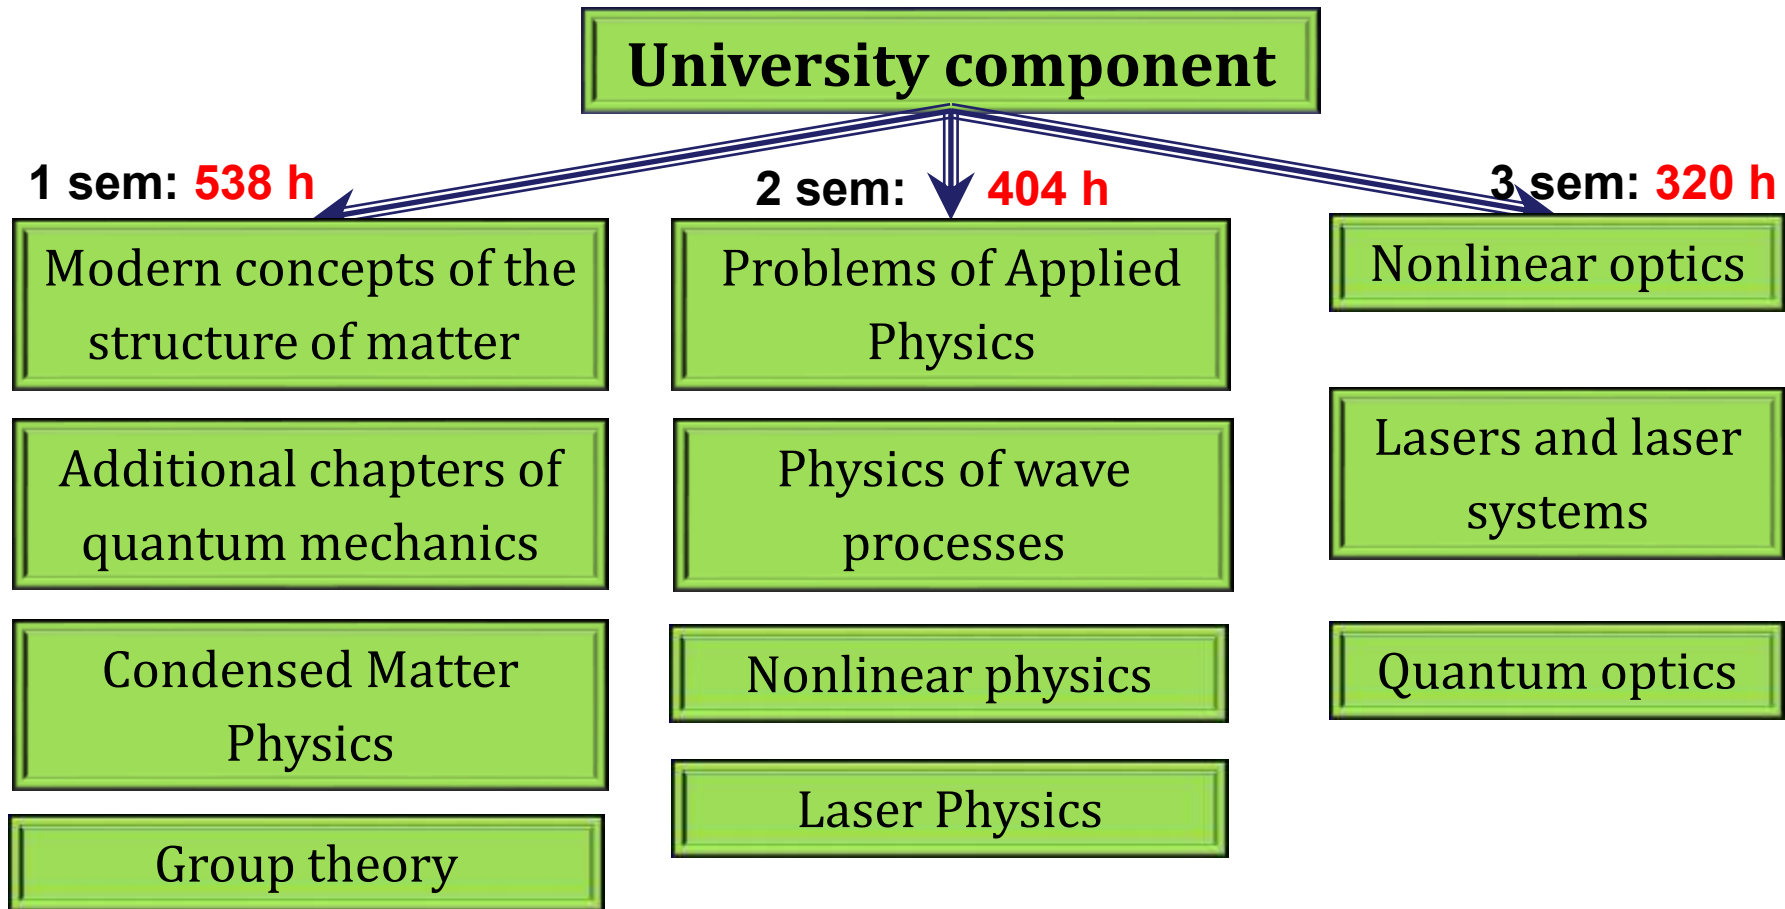 University component
1 sem: 538 h
Modern concepts of the
structure of matter
Additional chapters of
quantum mechanics
Condensed Matter
Physics
Group theory
2 sem: 404 h
Problems of Applied
Physics
Physics of wave
processes
Nonlinear physics
Laser Physics
3 sem: 320 h
Nonlinear optics
Lasers and laser
systems
Quantum optics